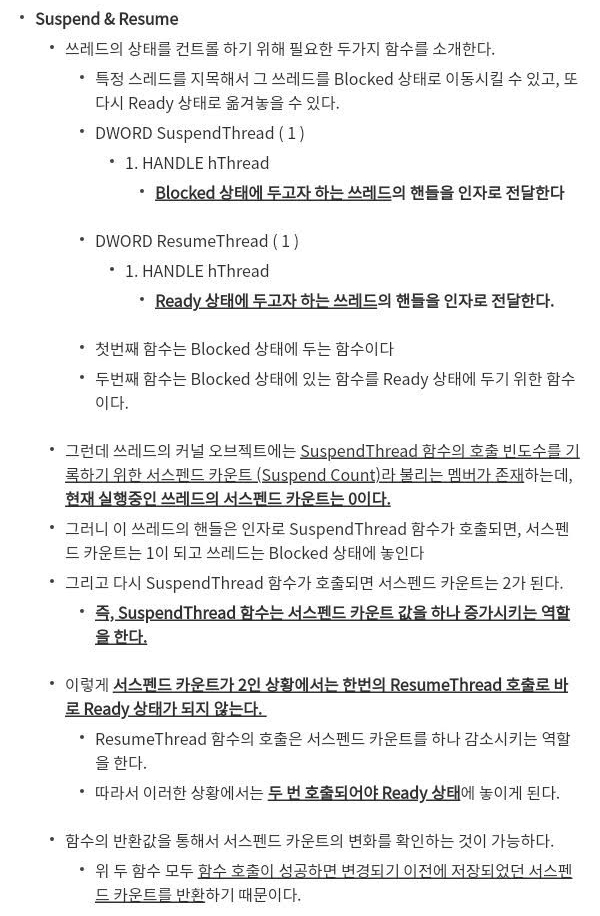 • Suspend & Resume
• 쓰레드의 상태를 컨트롤 하기 위해 필요한 두가지 함수를 소개한다.
• 특정 스레드를 지목해서 그 쓰레드를 Blocked 상태로 이동시킬 수 있고, 또
다시 Ready 상태로 옮겨놓을 수 있다.
• DWORD SuspendThread ( 1 )
• 1. HANDLE hThread
• Blocked 상태에 두고자 하는 쓰레드의 핸들을 인자로 전달한다
• DWORD ResumeThread ( 1 )
• 1. HANDLE hThread
• Ready 상태에 두고자 하는 쓰레드의 핸들을 인자로 전달한다.
• 첫번째 함수는 Blocked 상태에 두는 함수이다
• 두번째 함수는 Blocked 상태에 있는 함수를 Ready 상태에 두기 위한 함수
이다.
• 그런데 쓰레드의 커널 오브젝트에는 SuspendThread 함수의 호출 빈도수를 기
록하기 위한 서스펜드 카운트 (Suspend Count)라 불리는 멤버가 존재하는데,
현재 실행중인 쓰레드의 서스펜드 카운트는 0이다.
• 그러니 이 쓰레드의 핸들은 인자로 SuspendThread 함수가 호출되면, 서스펜
드 카운트는 1이 되고 쓰레드는 Blocked 상태에 놓인다
• 그리고 다시 SuspendThread 함수가 호출되면 서스펜드 카운트는 2가 된다.
• 즉, SuspendThread 함수는 서스펜드 카운트 값을 하나 증가시키는 역할
을 한다.
• 이렇게 서스펜드 카운트가 2인 상황에서는 한번의 ResumeThread 호출로 바
로 Ready 상태가 되지 않는다.
• ResumeThread 함수의 호출은 서스펜드 카운트를 하나 감소시키는 역할
을 한다.
• 따라서 이러한 상황에서는 두 번 호출되어야 Ready 상태에 놓이게 된다.
• 함수의 반환값을 통해서 서스펜드 카운트의 변화를 확인하는 것이 가능하다.
• 위 두 함수 모두 함수 호출이 성공하면 변경되기 이전에 저장되었던 서스펜
드 카운트를 반환하기 때문이다.